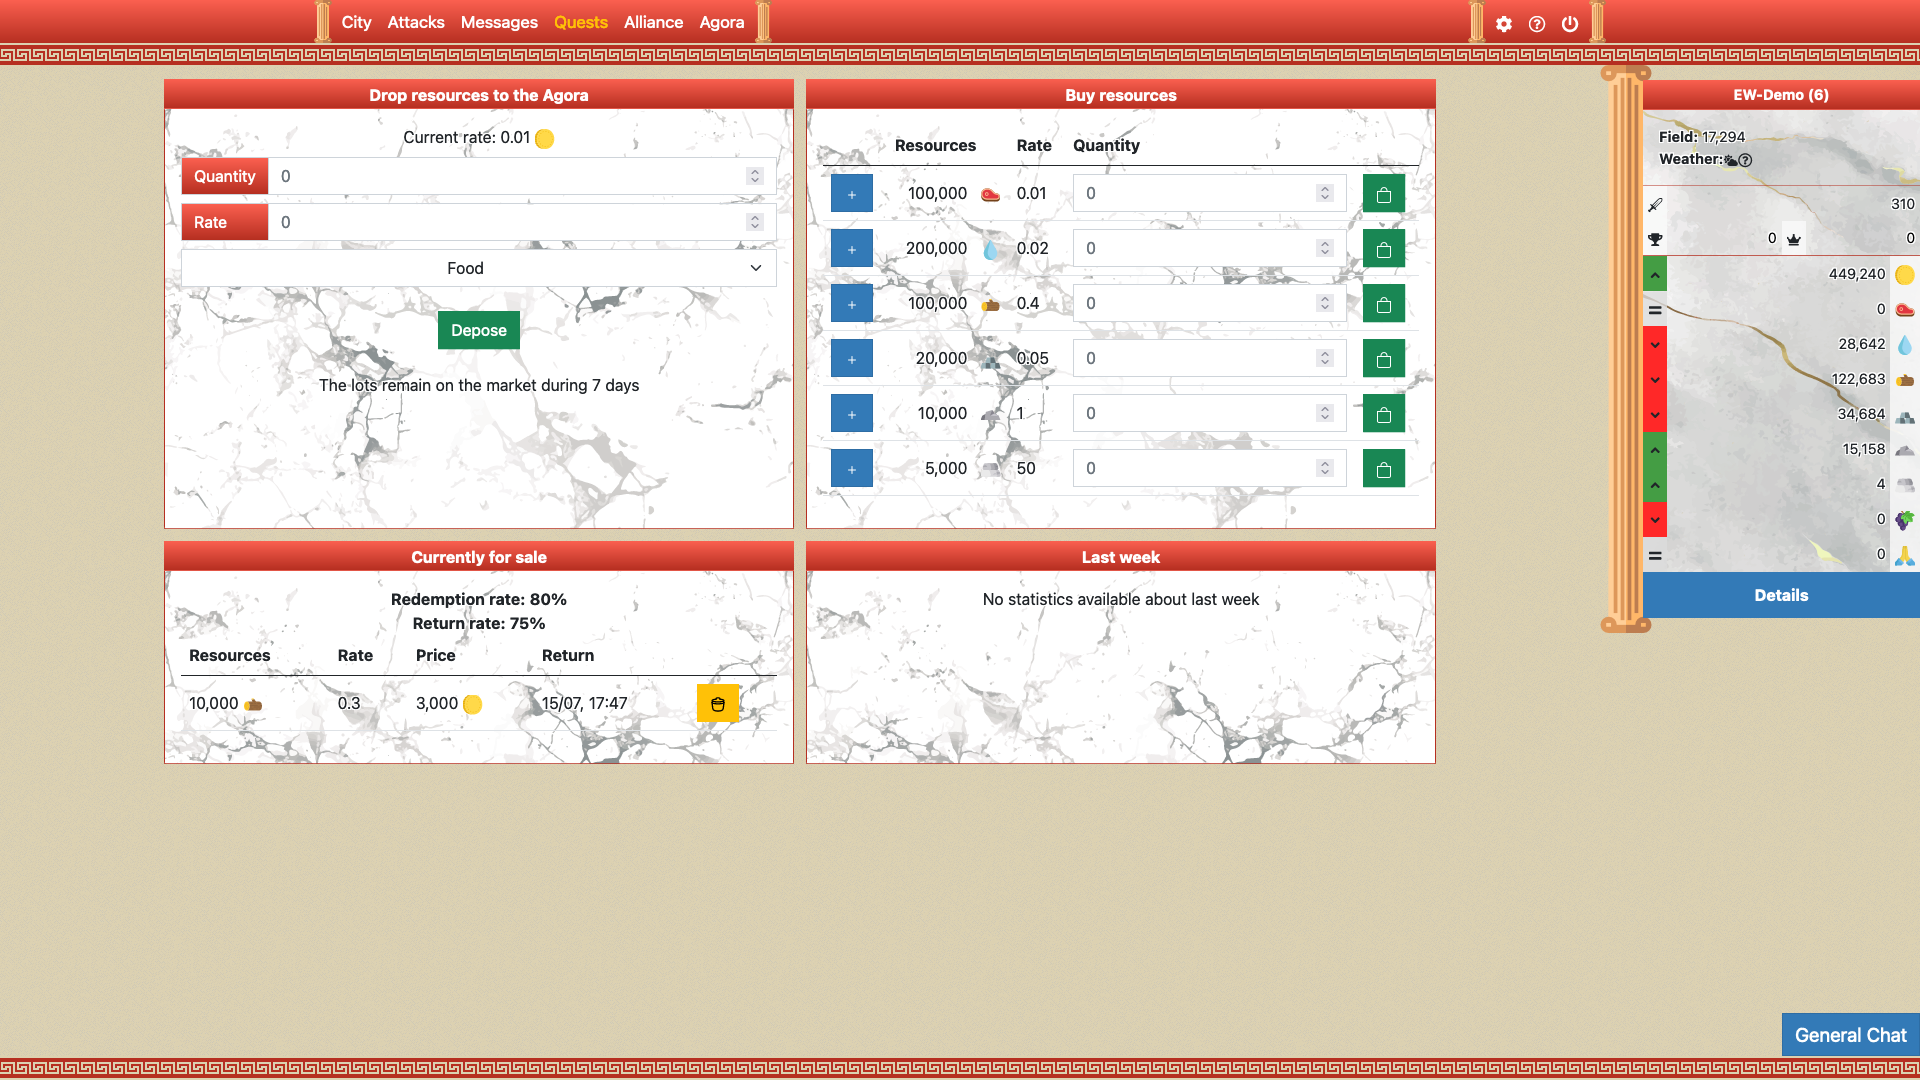 City Attacks Messages Quests Alliance Agora
Drop resources to the Agora
Current rate: 0.01
Quantity 0
Rate 0
Food
Depose
The lots remain on the market during 7 days
Buy resources
Resources Rate Quantity
+ 100,000 0.01 0
+ 200,000 0.02 0
+ 100,000 0.4 0
+ 20,000 0.05 0
+ 10,000 1 0
+ 5,000 50 0
Currently for sale
Redemption rate: 80%
Return rate: 75%
Resources Rate Price Return
10,000 0.3 3,000 15/07, 17:47
Last week
No statistics available about last week
EW-Demo (6)
Field: 17,294
Weather:
310
0 0
449,240
0
28,642
122,683
34,684
15,158
4
0
0
Details
General Chat